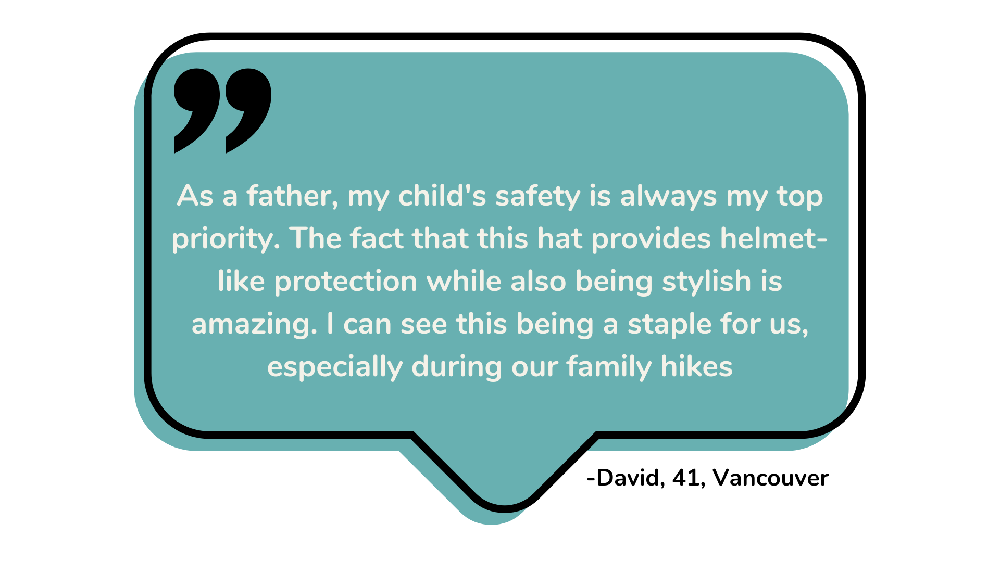 ”
As a father, my child's safety is always my top
priority. The fact that this hat provides helmet-
like protection while also being stylish is
amazing. I can see this being a staple for us,
especially during our family hikes
-David, 41, Vancouver